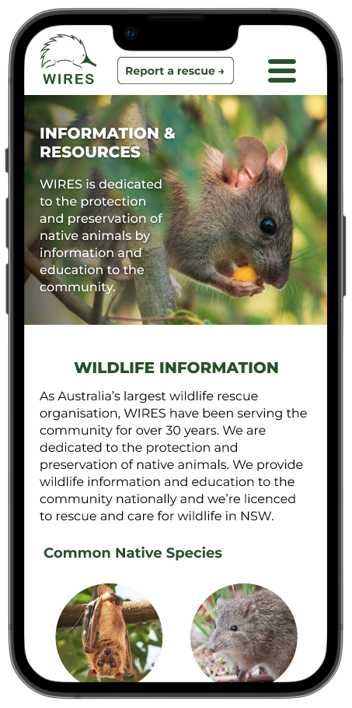 WIRES
Report a rescue →
INFORMATION &
RESOURCES
WIRES is dedicated
to the protection
and preservation of
native animals by
information and
education to the
community.
WILDLIFE INFORMATION
As Australia's largest wildlife rescue
organisation, WIRES have been serving the
community for over 30 years. We are
dedicated to the protection and
preservation of native animals. We provide
wildlife information and education to the
community nationally and we're licenced
to rescue and care for wildlife in NSW.
Common Native Species